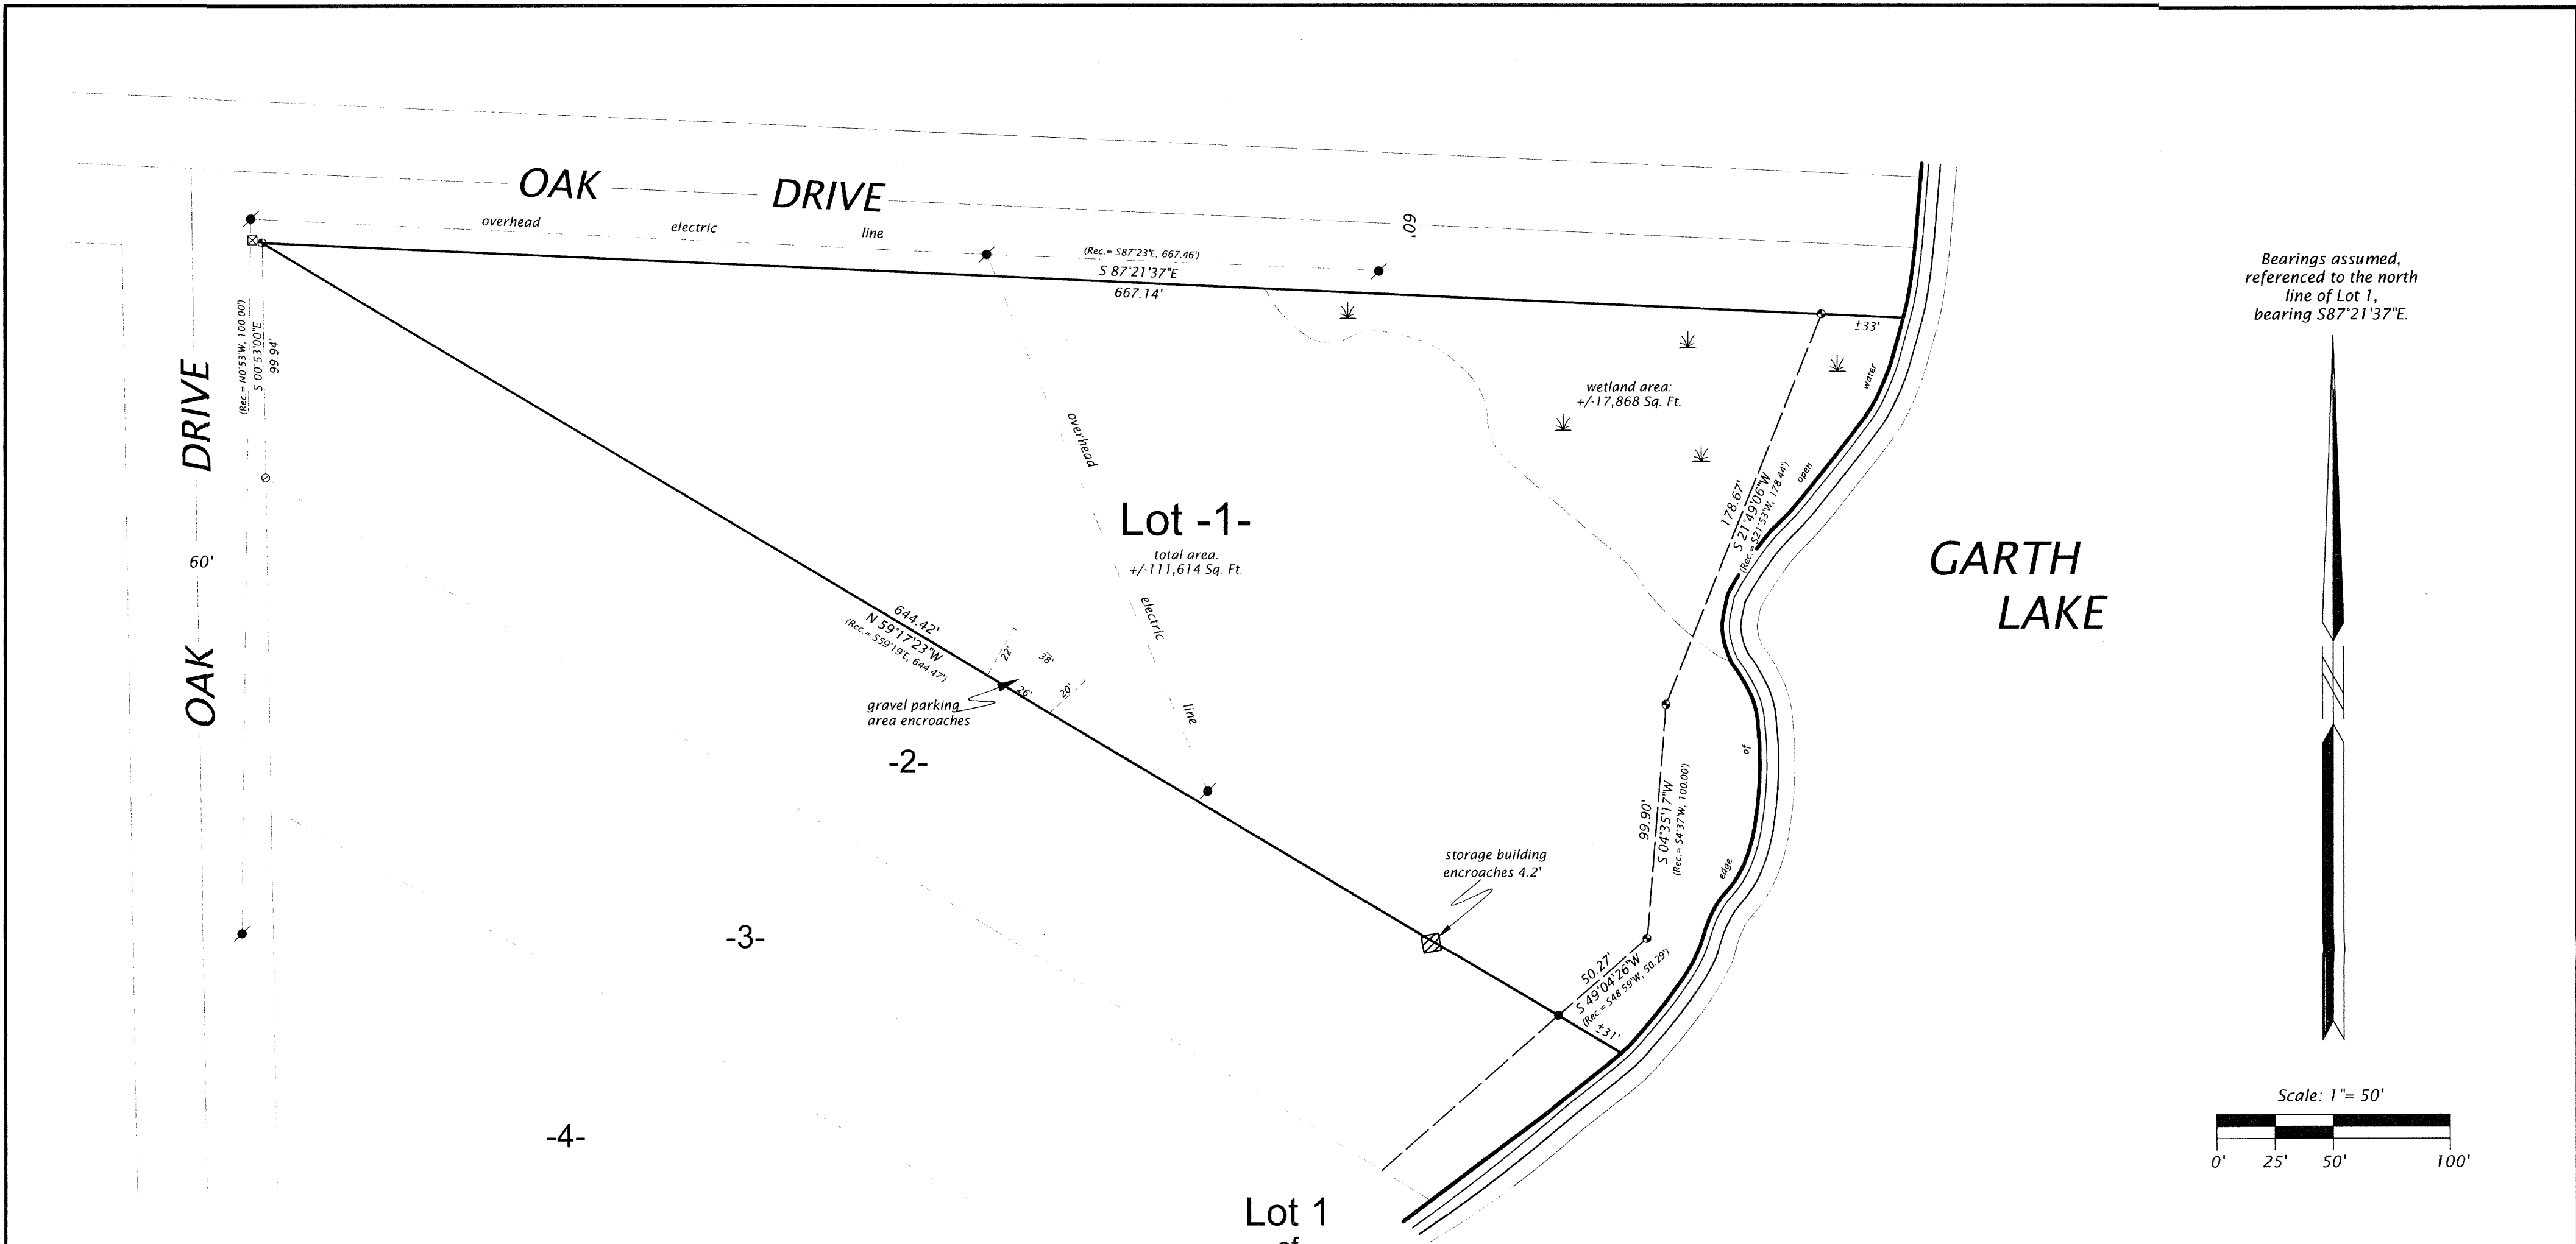 OAK DRIVE
60'
overhead electric line
(Rec.= S87°23'E, 667.46')
S 87°21'37"E
667.14'
±33'
Bearings assumed,
referenced to the north
line of Lot 1,
bearing S87°21'37"E.
(Rec.= N0°53'W, 100.00')
S 00°53'00"E
99.94'
OAK DRIVE
60'
wetland area:
+/-17,868 Sq. Ft.
overhead electric line
Lot -1-
total area:
+/-111,614 Sq. Ft.
178.67'
S 21°49'06"W
(Rec.= S21°53'W, 178.44')
edge of open water
GARTH
LAKE
644.42'
N 59°17'23"W
(Rec.= S59°19'E, 644.47')
22'
38'
26'
20'
gravel parking
area encroaches
-2-
99.90'
S 04°35'17"W
(Rec.= S4°37'W, 100.00')
storage building
encroaches 4.2'
-3-
50.27'
S 49°04'26"W
(Rec.= S48 59'W, 50.29')
±31'
-4-
Scale: 1"= 50'
0' 25' 50' 100'
Lot 1
of